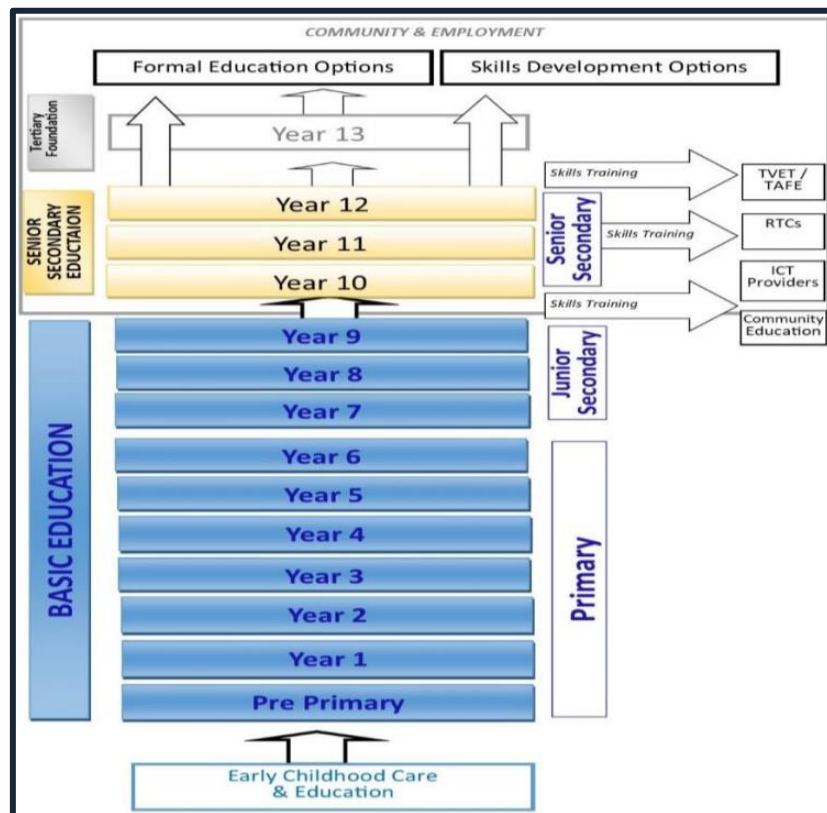 COMMUNITY & EMPLOYMENT
Formal Education Options
Skills Development Options
Tertiary
Foundation
Year 13
SENIOR
SECONDARY
EDUCTAION
Year 12
Year 11
Year 10
Senior
Secondary
Skills Training
TVET /
TAFE
Skills Training
RTCs
Skills Training
ICT
Providers
Community
Education
BASIC EDUCATION
Year 9
Year 8
Year 7
Junior
Secondary
Year 6
Year 5
Year 4
Year 3
Year 2
Year 1
Pre Primary
Primary
Early Childhood Care
& Education